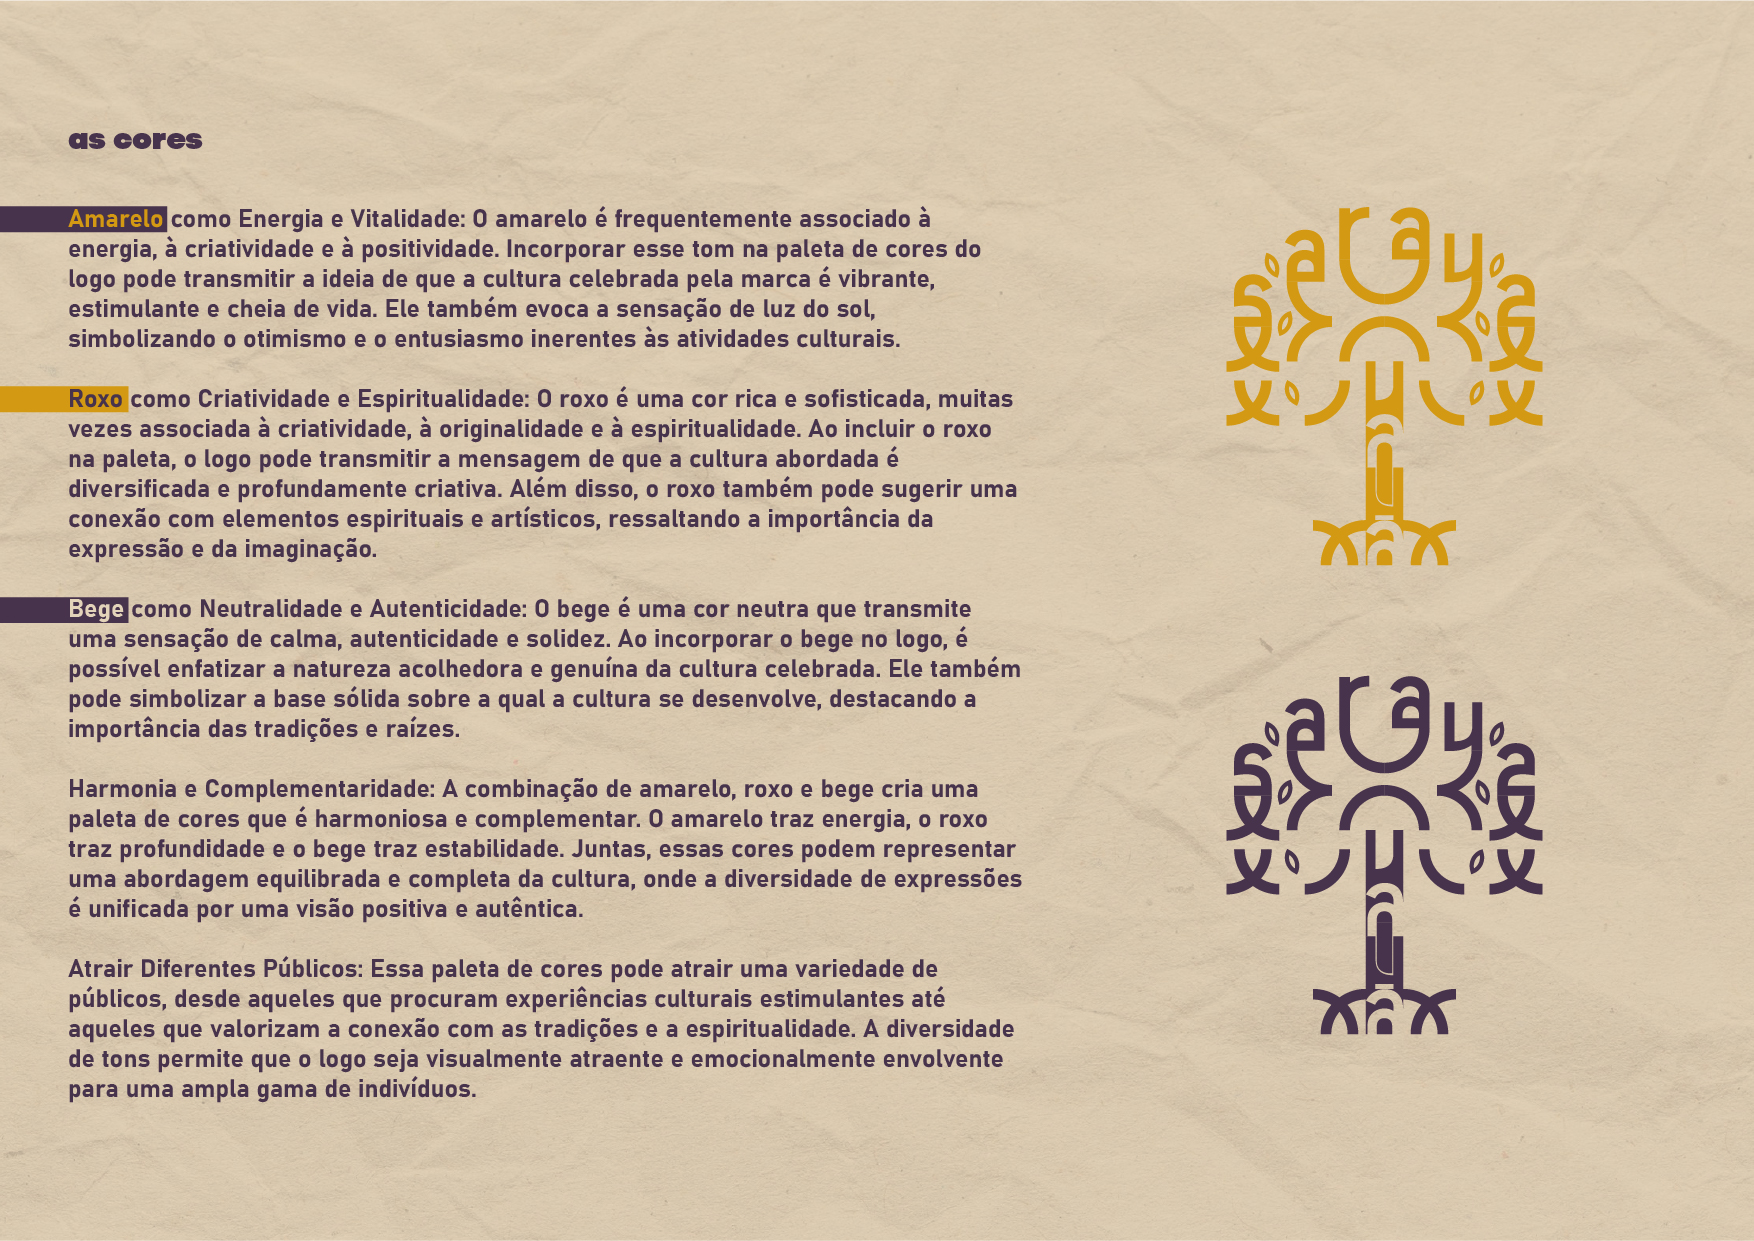 as cores
Amarelo como Energia e Vitalidade: O amarelo é frequentemente associado à
energia, à criatividade e à positividade. Incorporar esse tom na paleta de cores do
logo pode transmitir a ideia de que a cultura celebrada pela marca é vibrante,
estimulante e cheia de vida. Ele também evoca a sensação de luz do sol,
simbolizando o otimismo e o entusiasmo inerentes às atividades culturais.
Roxo como Criatividade e Espiritualidade: O roxo é uma cor rica e sofisticada, muitas
vezes associada à criatividade, à originalidade e à espiritualidade. Ao incluir o roxo
na paleta, o logo pode transmitir a mensagem de que a cultura abordada é
diversificada e profundamente criativa. Além disso, o roxo também pode sugerir uma
conexão com elementos espirituais e artísticos, ressaltando a importância da
expressão e da imaginação.
Bege como Neutralidade e Autenticidade: O bege é uma cor neutra que transmite
uma sensação de calma, autenticidade e solidez. Ao incorporar o bege no logo, é
possível enfatizar a natureza acolhedora e genuína da cultura celebrada. Ele também
pode simbolizar a base sólida sobre a qual a cultura se desenvolve, destacando a
importância das tradições e raízes.
Harmonia e Complementaridade: A combinação de amarelo, roxo e bege cria uma
paleta de cores que é harmoniosa e complementar. O amarelo traz energia, o roxo
traz profundidade e o bege traz estabilidade. Juntas, essas cores podem representar
uma abordagem equilibrada e completa da cultura, onde a diversidade de expressões
é unificada por uma visão positiva e autêntica.
Atrair Diferentes Públicos: Essa paleta de cores pode atrair uma variedade de
públicos, desde aqueles que procuram experiências culturais estimulantes até
aqueles que valorizam a conexão com as tradições e a espiritualidade. A diversidade
de tons permite que o logo seja visualmente atraente e emocionalmente envolvente
para uma ampla gama de indivíduos.